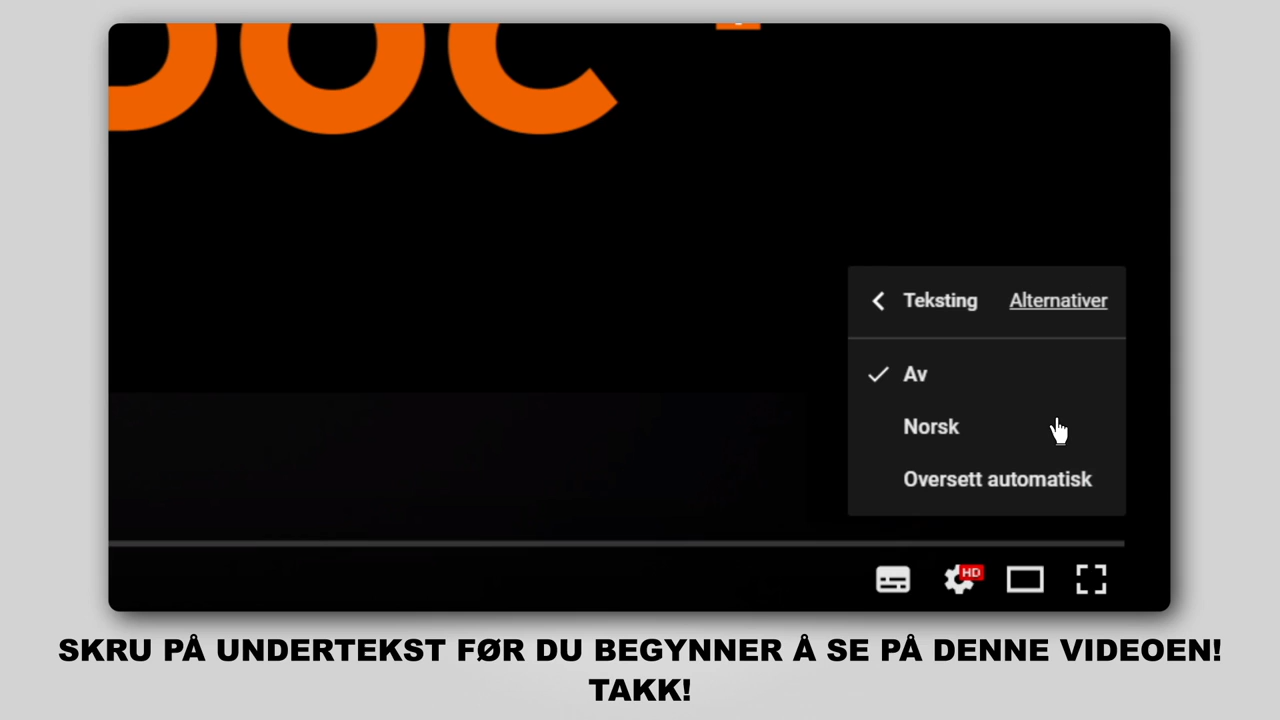 Teksting Alternativer
Av
Norsk
Oversett automatisk
HD
SKRU PÅ UNDERTEKST FØR DU BEGYNNER Å SE PÅ DENNE VIDEOEN!
TAKK!